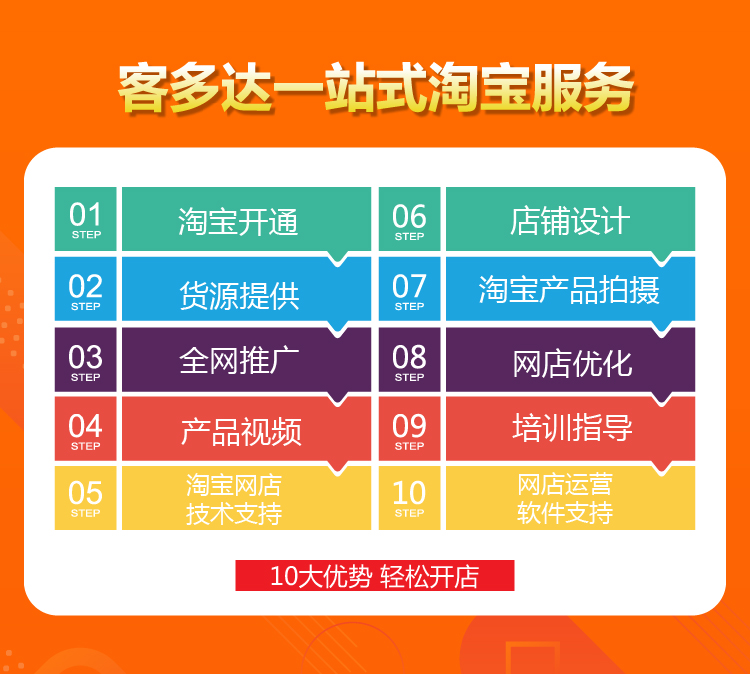 客多达一站式淘宝服务
01
STEP
淘宝开通
02
STEP
货源提供
03
STEP
全网推广
04
STEP
产品视频
05
STEP
淘宝网店
技术支持
06
STEP
店铺设计
07
STEP
淘宝产品拍摄
08
STEP
网店优化
09
STEP
培训指导
10
STEP
网店运营
软件支持
10大优势 轻松开店